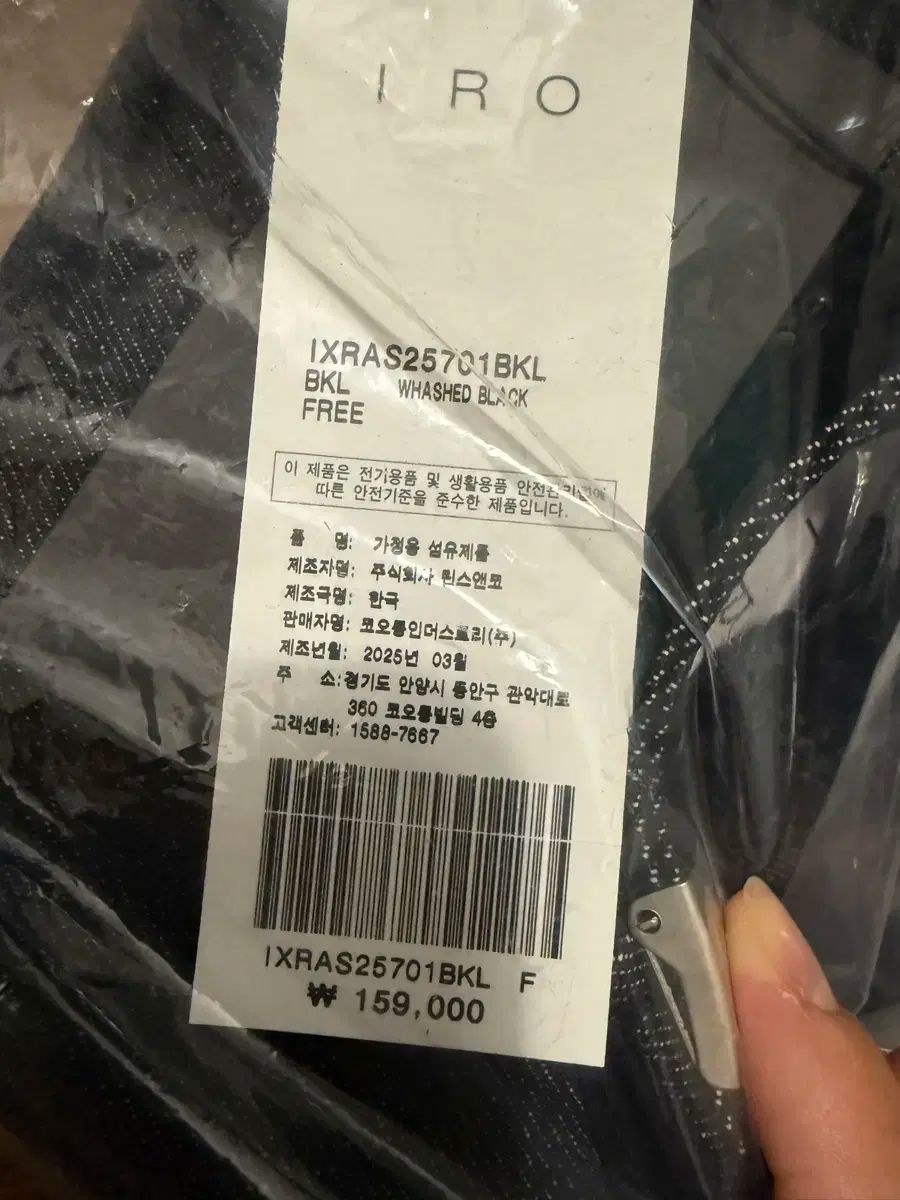 IRO
IXRAS25701BKL
BKL WHASHED BLACK
FREE
이 제품은 전기용품 및 생활용품 안전관리법에
따른 안전기준을 준수한 제품입니다.
품 명: 가정용 섬유제품
제조자명: 주식회사 린스앤코
제조국명: 한국
판매자명: 코오롱인더스트리(주)
제조년월: 2025년 03월
주 소:경기도 안양시 동안구 관악대로
360 코오롱빌딩 4층
고객센터: 1588-7667
IXRAS25701BKL F
₩ 159,000